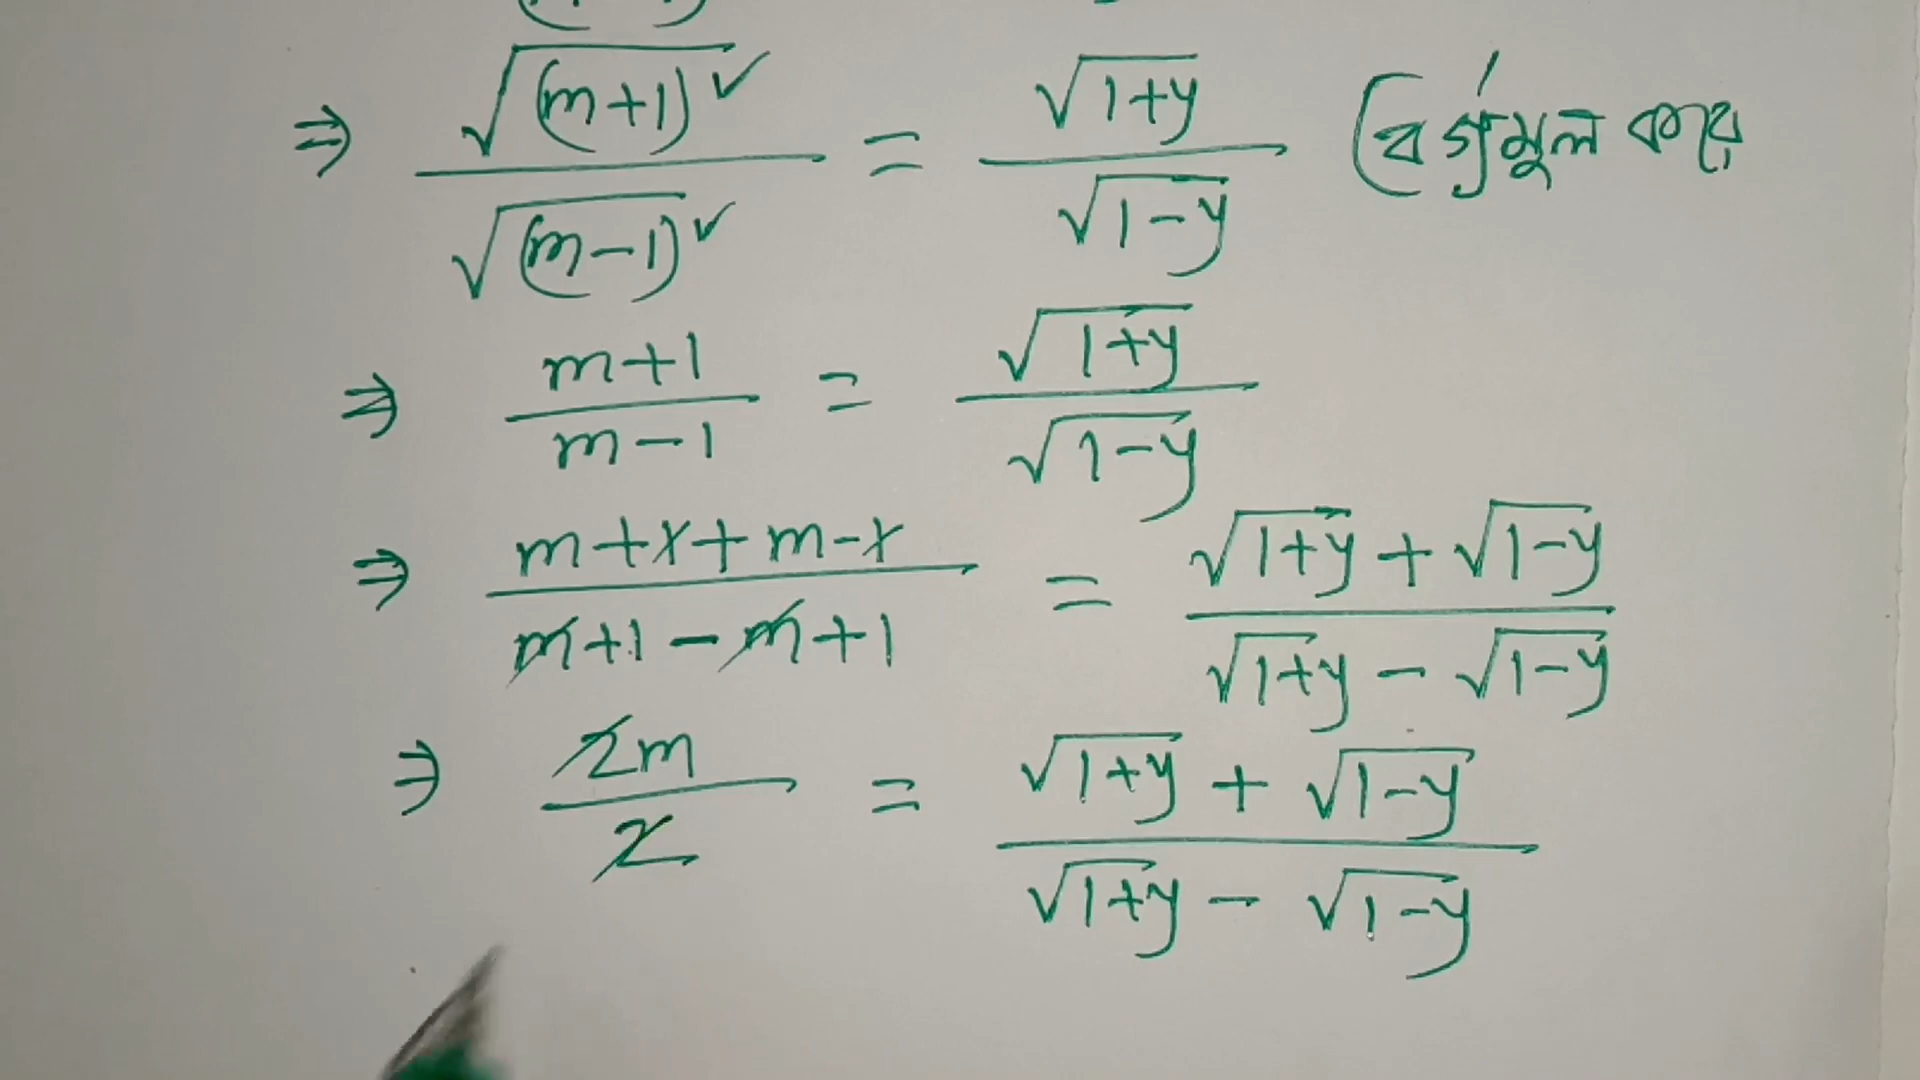 ⇒ √(m+1)² / √(m-1)² = √1+y / √1-y (বর্গমূল করে
⇒ m+1 / m-1 = √1+y / √1-y
⇒ m+1+m-1 / m+1-m+1 = √1+y + √1-y / √1+y - √1-y
⇒ 2m / 2 = √1+y + √1-y / √1+y - √1-y